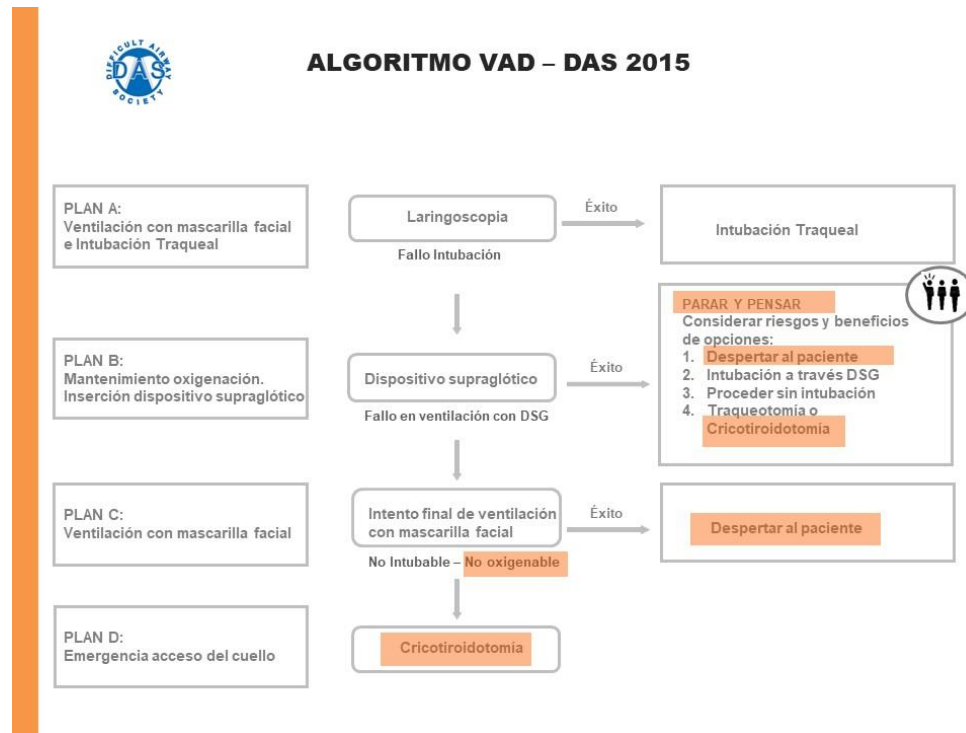 DIFFICULT AIRWAY
DAS
SOCIETY
ALGORITMO VAD – DAS 2015
PLAN A:
Ventilación con mascarilla facial
e Intubación Traqueal
Laringoscopia
Éxito
Intubación Traqueal
Fallo Intubación
PLAN B:
Mantenimiento oxigenación.
Inserción dispositivo supraglótico
Dispositivo supraglótico
Éxito
PARAR Y PENSAR
Considerar riesgos y beneficios
de opciones:
1. Despertar al paciente
2. Intubación a través DSG
3. Proceder sin intubación
4. Traqueotomía o
Cricotiroidotomía
Fallo en ventilación con DSG
PLAN C:
Ventilación con mascarilla facial
Intento final de ventilación
con mascarilla facial
Éxito
Despertar al paciente
No Intubable – No oxigenable
PLAN D:
Emergencia acceso del cuello
Cricotiroidotomía